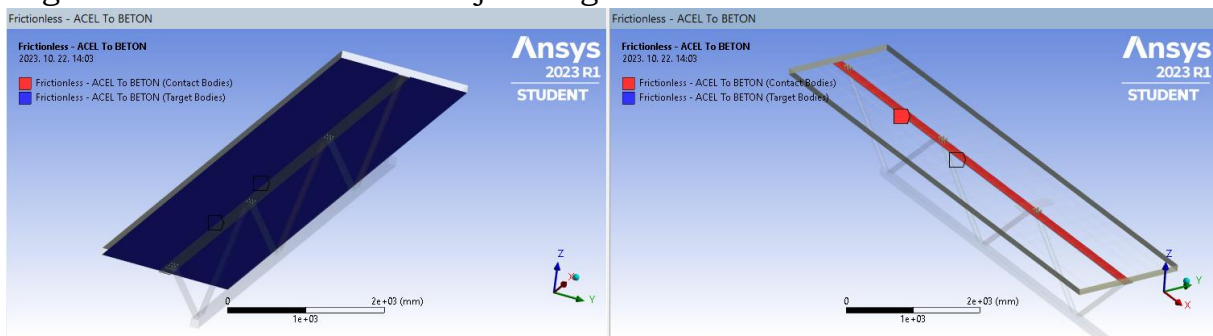 Frictionless - ACEL To BETON
Frictionless - ACEL To BETON
2023. 10. 22. 14:03
Frictionless - ACEL To BETON (Contact Bodies)
Frictionless - ACEL To BETON (Target Bodies)
Ansys
2023 R1
STUDENT
Z
X
Y
0
2e+03 (mm)
1e+03
Frictionless - ACEL To BETON
Frictionless - ACEL To BETON
2023. 10. 22. 14:03
Frictionless - ACEL To BETON (Contact Bodies)
Frictionless - ACEL To BETON (Target Bodies)
Ansys
2023 R1
STUDENT
Z
Y
X
0
2e+03 (mm)
1e+03